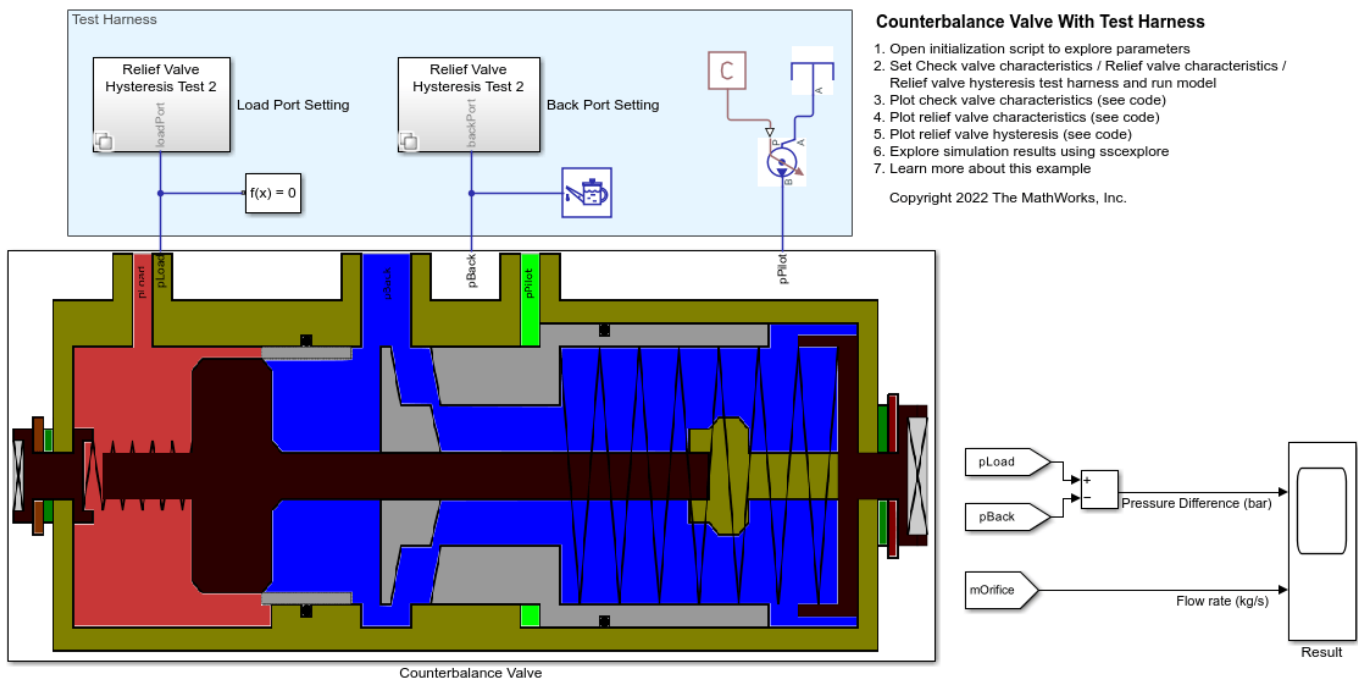 Test Harness
Relief Valve
Hysteresis Test 2
loadPort
Load Port Setting
f(x) = 0
Relief Valve
Hysteresis Test 2
backPort
Back Port Setting
C
A
P
A
B
Counterbalance Valve With Test Harness
1. Open initialization script to explore parameters
2. Set Check valve characteristics / Relief valve characteristics /
Relief valve hysteresis test harness and run model
3. Plot check valve characteristics (see code)
4. Plot relief valve characteristics (see code)
5. Plot relief valve hysteresis (see code)
6. Explore simulation results using sscexplore
7. Learn more about this example
Copyright 2022 The MathWorks, Inc.
pLoad
pLoad
pBack
pBack
pPilot
pPilot
Counterbalance Valve
pLoad
+
−
pBack
Pressure Difference (bar)
mOrifice
Flow rate (kg/s)
Result